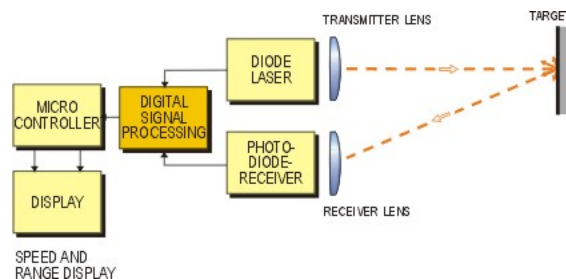 TRANSMITTER LENS
TARGET
DIODE
LASER
MICRO
CONTROLLER
DIGITAL
SIGNAL
PROCESSING
PHOTO-
DIODE-
RECEIVER
DISPLAY
RECEIVER LENS
SPEED AND
RANGE DISPLAY